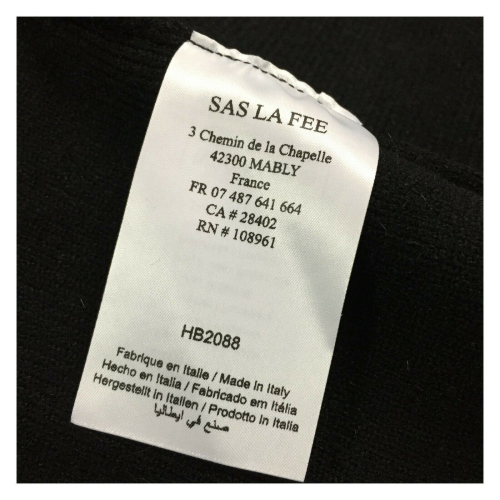 SAS LA FEE
3 Chemin de la Chapelle
42300 MABLY
France
FR 07 487 641 664
CA # 28402
RN # 108961
HB2088
Fabrique en Italie / Made in Italy
Hecho en Italia / Fabricado em Itália
Hergestellt in Italien / Prodotto in Italia
صنع في ايطاليا